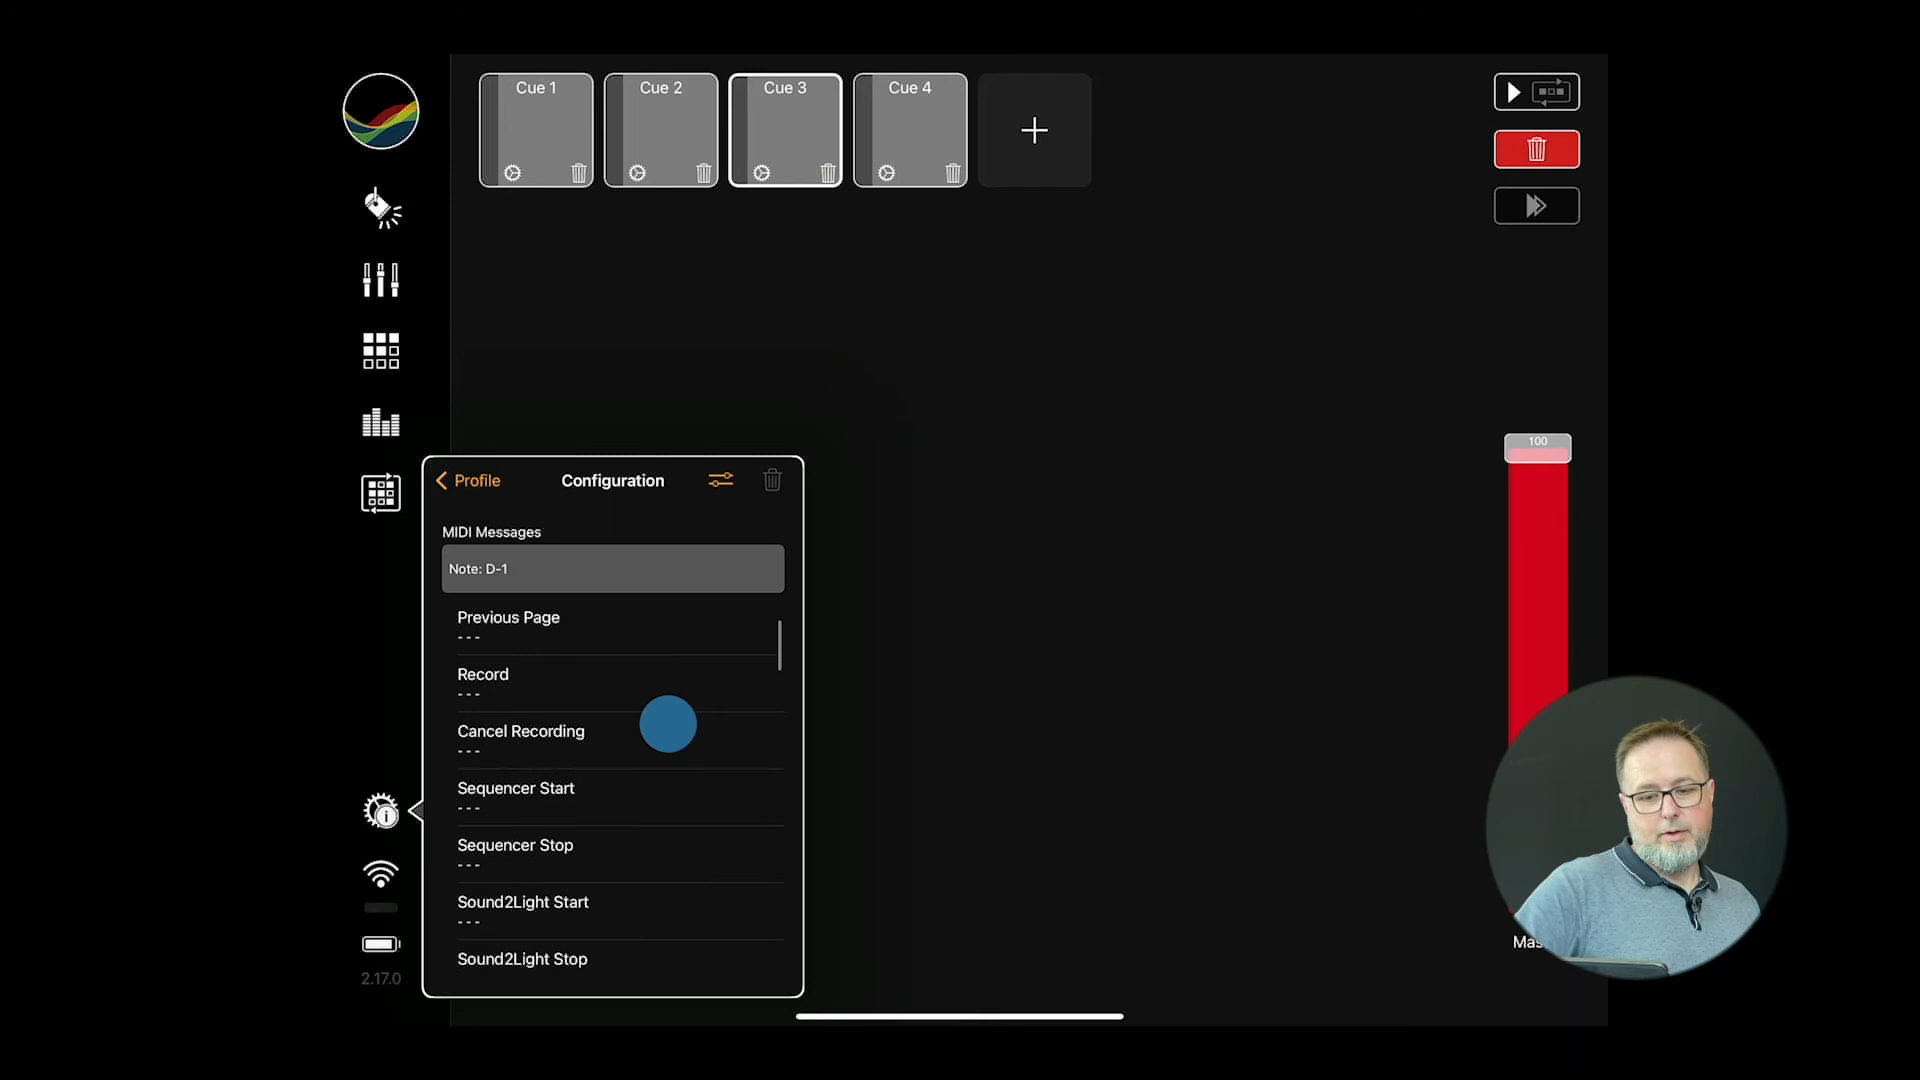 Cue 1
Cue 2
Cue 3
Cue 4
100
Profile
Configuration
MIDI Messages
Note: D-1
Previous Page
- - -
Record
- - -
Cancel Recording
- - -
Sequencer Start
- - -
Sequencer Stop
- - -
Sound2Light Start
- - -
Sound2Light Stop
2.17.0